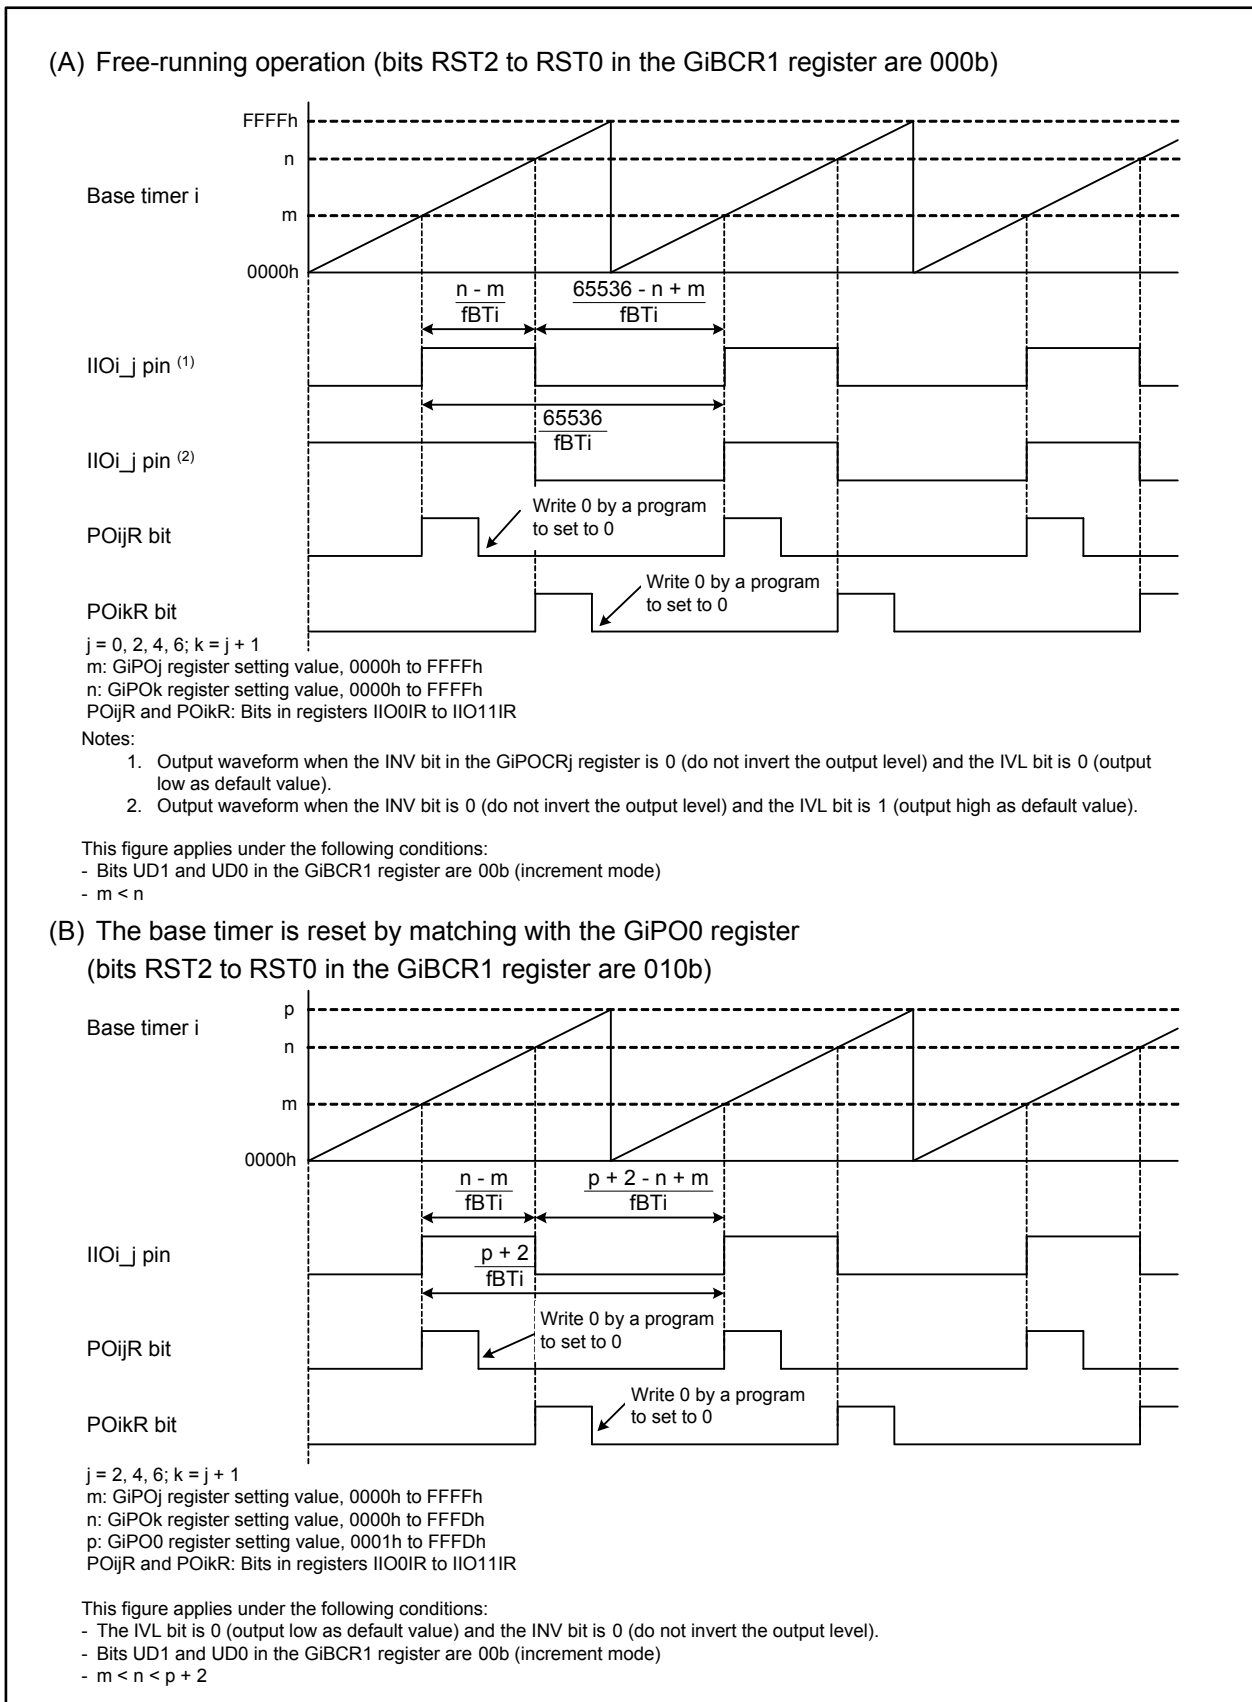 (A) Free-running operation (bits RST2 to RST0 in the GiBCR1 register are 000b)
FFFFh
n
Base timer i
m
0000h
n - m
fBTi
65536 - n + m
fBTi
IIOi_j pin (1)
65536
fBTi
IIOi_j pin (2)
Write 0 by a program
to set to 0
POijR bit
Write 0 by a program
to set to 0
POikR bit
j = 0, 2, 4, 6; k = j + 1
m: GiPOj register setting value, 0000h to FFFFh
n: GiPOk register setting value, 0000h to FFFFh
POijR and POikR: Bits in registers IIO0IR to IIO11IR
Notes:
1. Output waveform when the INV bit in the GiPOCRj register is 0 (do not invert the output level) and the IVL bit is 0 (output
low as default value).
2. Output waveform when the INV bit is 0 (do not invert the output level) and the IVL bit is 1 (output high as default value).
This figure applies under the following conditions:
- Bits UD1 and UD0 in the GiBCR1 register are 00b (increment mode)
- m < n
(B) The base timer is reset by matching with the GiPO0 register
(bits RST2 to RST0 in the GiBCR1 register are 010b)
p
Base timer i
n
m
0000h
n - m
fBTi
p + 2 - n + m
fBTi
IIOi_j pin
p + 2
fBTi
Write 0 by a program
to set to 0
POijR bit
Write 0 by a program
to set to 0
POikR bit
j = 2, 4, 6; k = j + 1
m: GiPOj register setting value, 0000h to FFFFh
n: GiPOk register setting value, 0000h to FFFDh
p: GiPO0 register setting value, 0001h to FFFDh
POijR and POikR: Bits in registers IIO0IR to IIO11IR
This figure applies under the following conditions:
- The IVL bit is 0 (output low as default value) and the INV bit is 0 (do not invert the output level).
- Bits UD1 and UD0 in the GiBCR1 register are 00b (increment mode)
- m < n < p + 2